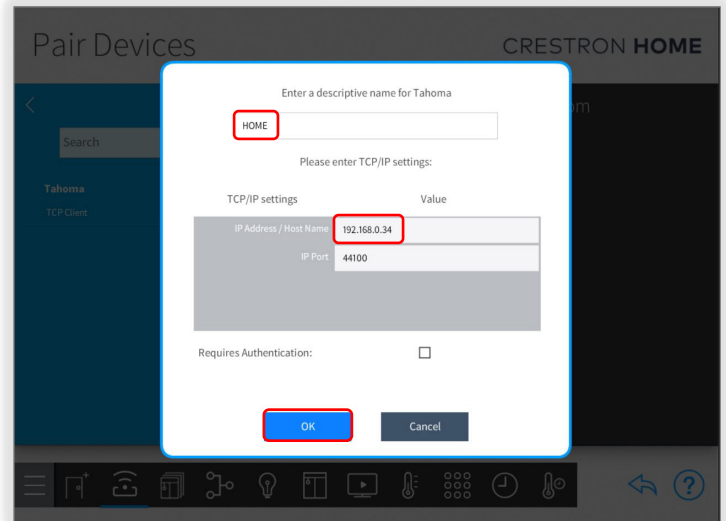 Pair Devices
CRESTRON HOME
Enter a descriptive name for Tahoma
om
HOME
Search
Please enter TCP/IP settings:
Tahoma
TCP Client
TCP/IP settings Value
IP Address / Host Name 192.168.0.34
IP Port 44100
Requires Authentication:
OK Cancel
?